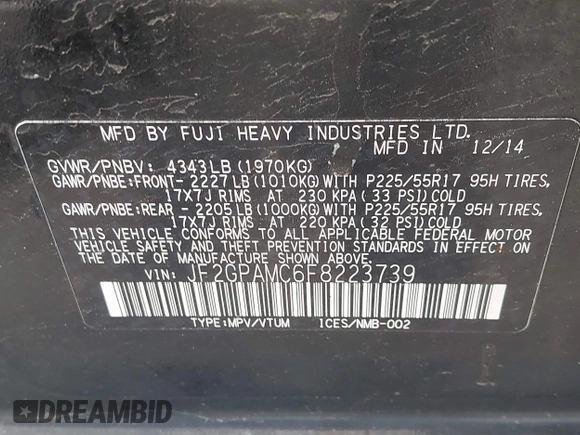 MFD BY FUJI HEAVY INDUSTRIES LTD.
MFD IN 12/14
GVWR/PNBV: 4343LB (1970KG)
GAWR/PNBE:FRONT- 2227LB (1010KG) WITH P225/55R17 95H TIRES,
17X7J RIMS AT 230 KPA (33 PSI) COLD
GAWR/PNBE:REAR - 2205LB (1000KG) WITH P225/55R17 95H TIRES,
17X7J RIMS AT 220 KPA (32 PSI) COLD
THIS VEHICLE CONFORMS TO ALL APPLICABLE FEDERAL MOTOR
VEHICLE SAFETY AND THEFT PREVENTION STANDARDS IN EFFECT ON
THE DATE OF MANUFACTURE SHOWN ABOVE.
VIN: JF2GPAMC6F8223739
TYPE:MPV/VTUM ICES/NMB-002
DREAMBID